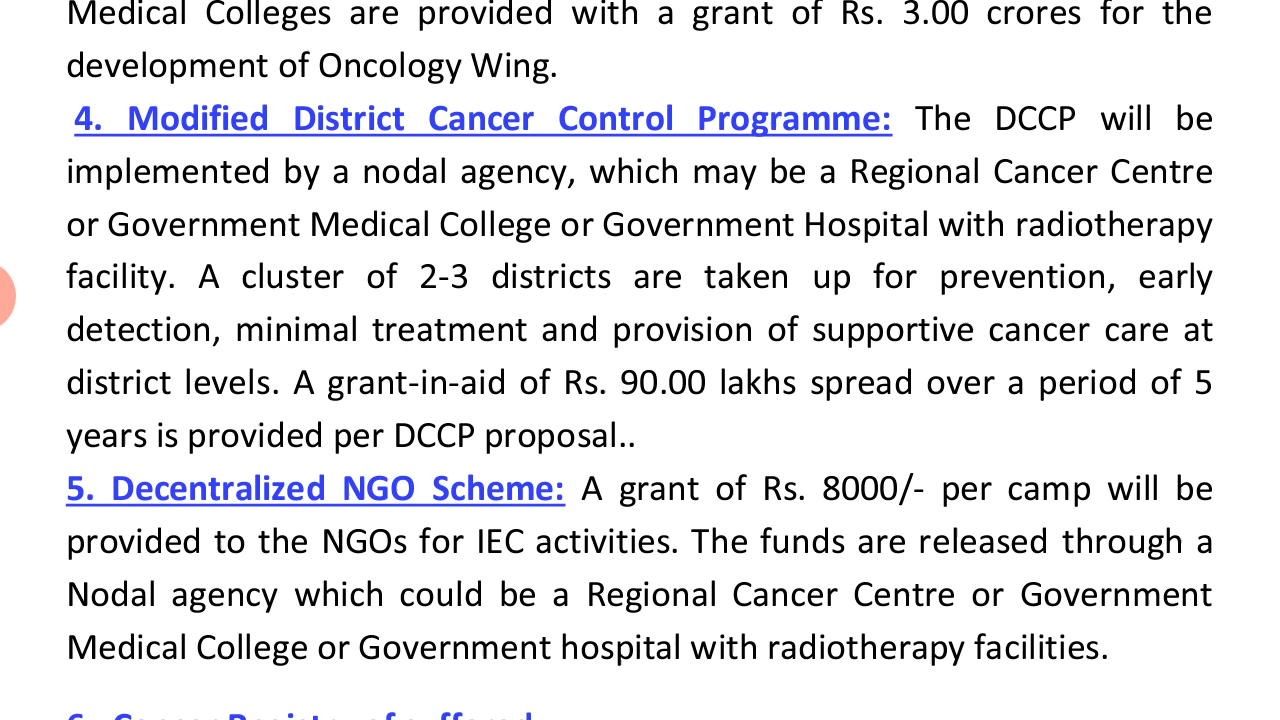 Medical Colleges are provided with a grant of Rs. 3.00 crores for the
development of Oncology Wing.
4. Modified District Cancer Control Programme: The DCCP will be
implemented by a nodal agency, which may be a Regional Cancer Centre
or Government Medical College or Government Hospital with radiotherapy
facility. A cluster of 2-3 districts are taken up for prevention, early
detection, minimal treatment and provision of supportive cancer care at
district levels. A grant-in-aid of Rs. 90.00 lakhs spread over a period of 5
years is provided per DCCP proposal..
5. Decentralized NGO Scheme: A grant of Rs. 8000/- per camp will be
provided to the NGOs for IEC activities. The funds are released through a
Nodal agency which could be a Regional Cancer Centre or Government
Medical College or Government hospital with radiotherapy facilities.
6. Cancer Registry of suffered